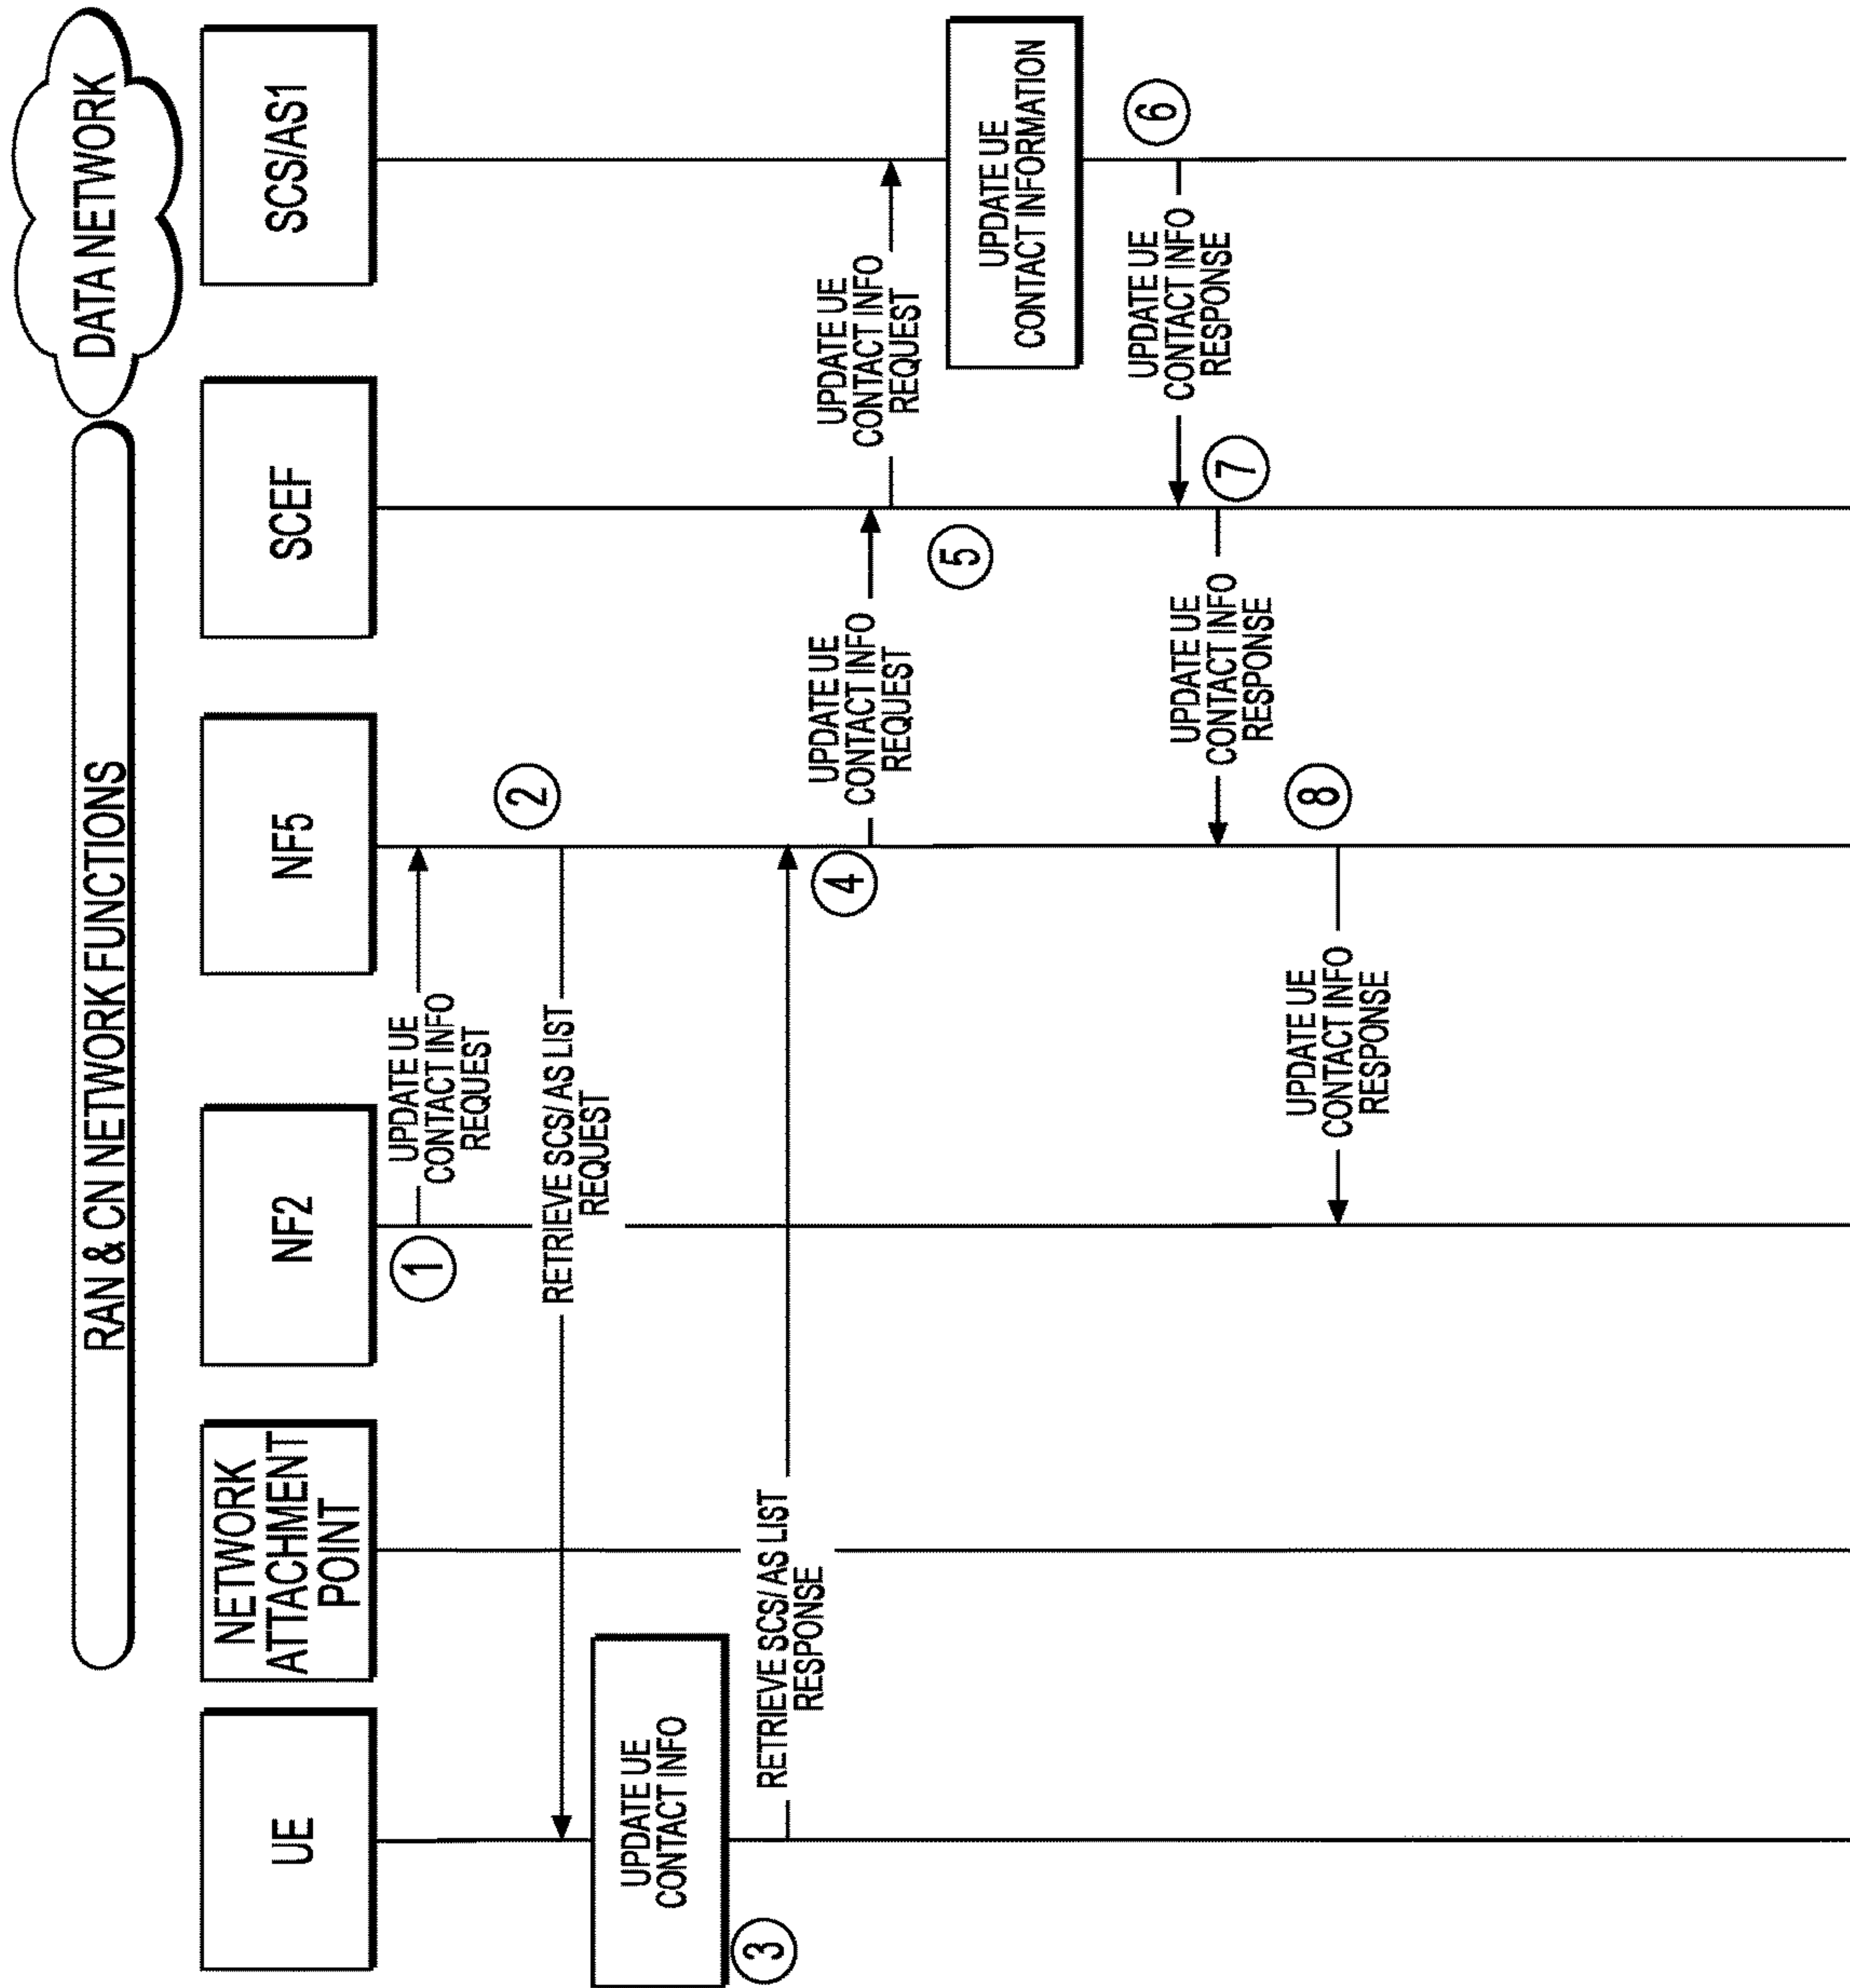 RAN & CN NETWORK FUNCTIONS
DATA NETWORK
UE
NETWORK
ATTACHMENT
POINT
NF2
NF5
SCEF
SCS/AS1
1
UPDATE UE
CONTACT INFO
REQUEST
2
RETRIEVE SCS/AS LIST
REQUEST
UPDATE UE
CONTACT INFO
3
RETRIEVE SCS/AS LIST
RESPONSE
4
UPDATE UE
CONTACT INFO
REQUEST
5
UPDATE UE
CONTACT INFO
REQUEST
UPDATE UE
CONTACT INFORMATION
6
UPDATE UE
CONTACT INFO
RESPONSE
7
UPDATE UE
CONTACT INFO
RESPONSE
8
UPDATE UE
CONTACT INFO
RESPONSE